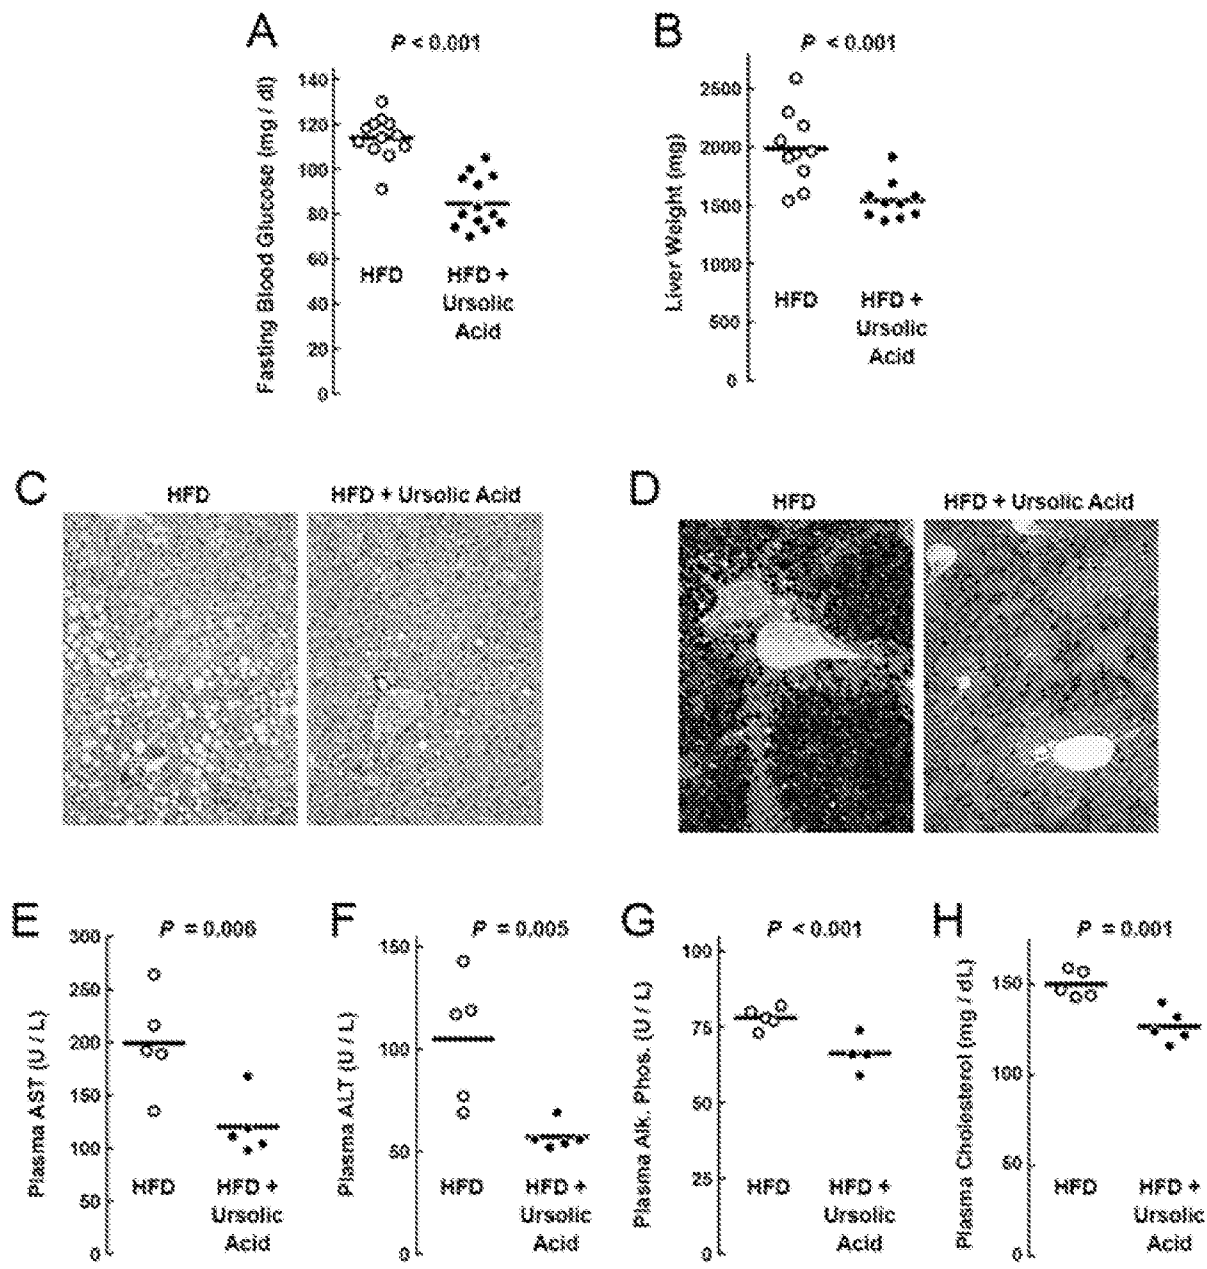 A
P < 0.001
Fasting Blood Glucose (mg / dl)
140
120
100
80
60
40
20
0
HFD
HFD +
Ursolic
Acid
B
P < 0.001
Liver Weight (mg)
2500
2000
1500
1000
500
0
HFD
HFD +
Ursolic
Acid
C
HFD
HFD + Ursolic Acid
D
HFD
HFD + Ursolic Acid
E
P = 0.006
Plasma AST (U / L)
300
250
200
150
100
50
0
HFD
HFD +
Ursolic
Acid
F
P = 0.005
Plasma ALT (U / L)
150
100
50
0
HFD
HFD +
Ursolic
Acid
G
P < 0.001
Plasma Alk. Phos. (U / L)
100
75
50
25
0
HFD
HFD +
Ursolic
Acid
H
P = 0.001
Plasma Cholesterol (mg / dL)
150
100
50
0
HFD
HFD +
Ursolic
Acid